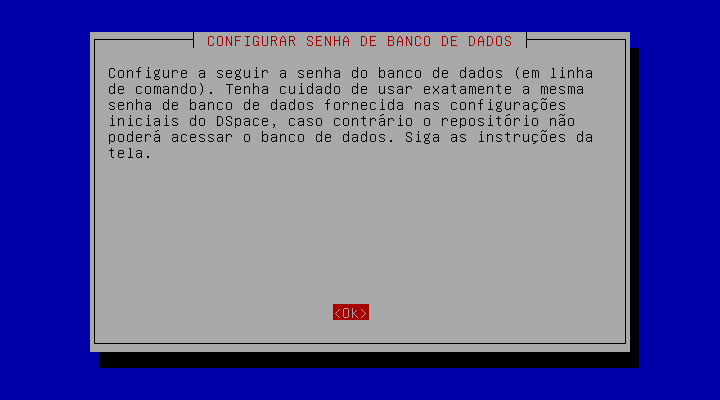 CONFIGURAR SENHA DE BANCO DE DADOS
Configure a seguir a senha do banco de dados (em linha
de comando). Tenha cuidado de usar exatamente a mesma
senha de banco de dados fornecida nas configurações
iniciais do DSpace, caso contrário o repositório não
poderá acessar o banco de dados. Siga as instruções da
tela.
<Ok>